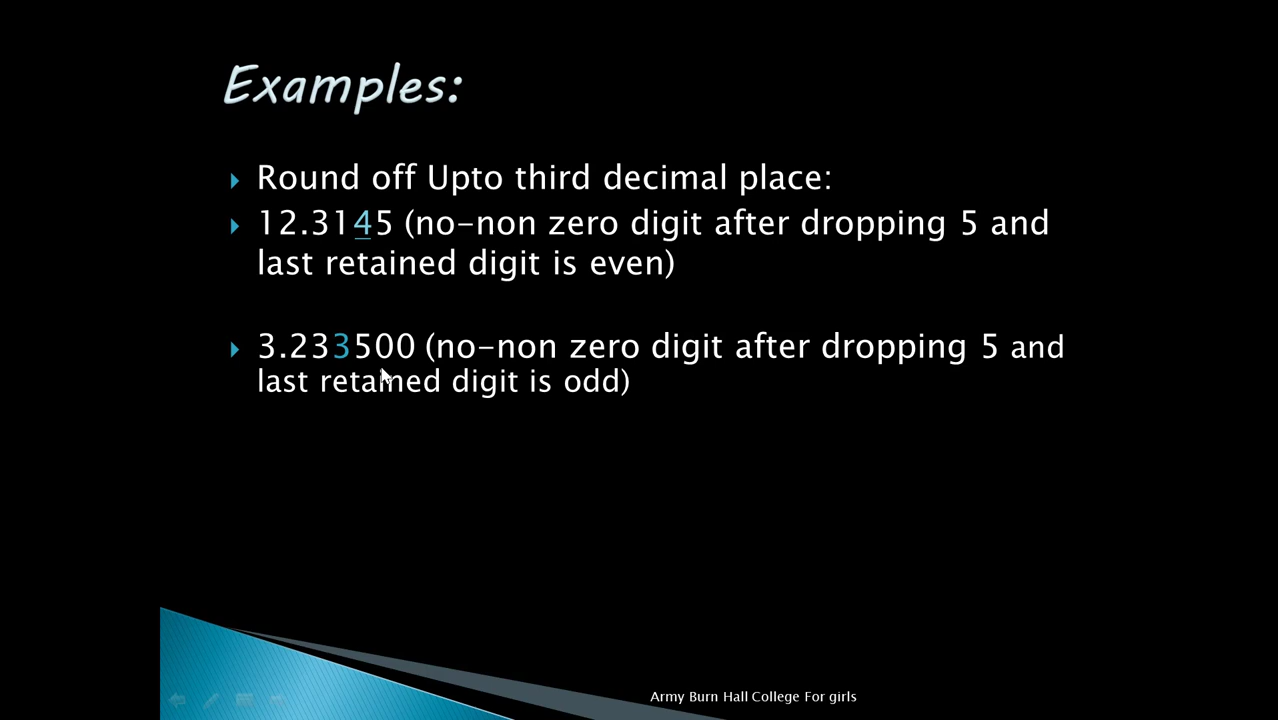 Examples:
Round off Upto third decimal place:
12.3145 (no-non zero digit after dropping 5 and
last retained digit is even)
3.233500 (no-non zero digit after dropping 5 and
last retained digit is odd)
Army Burn Hall College For girls